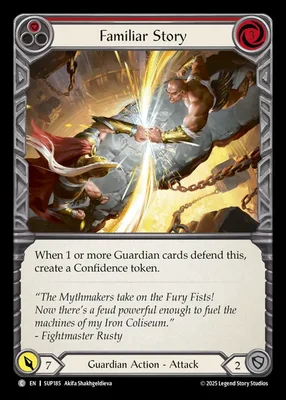 Familiar Story
When 1 or more Guardian cards defend this,
create a Confidence token.
"The Mythmakers take on the Fury Fists!
Now there's a feud powerful enough to fuel the
machines of my Iron Coliseum."
- Fightmaster Rusty
7 Guardian Action - Attack 2
C EN | SUP185 Akifa Shakhgeldieva © 2025 Legend Story Studios